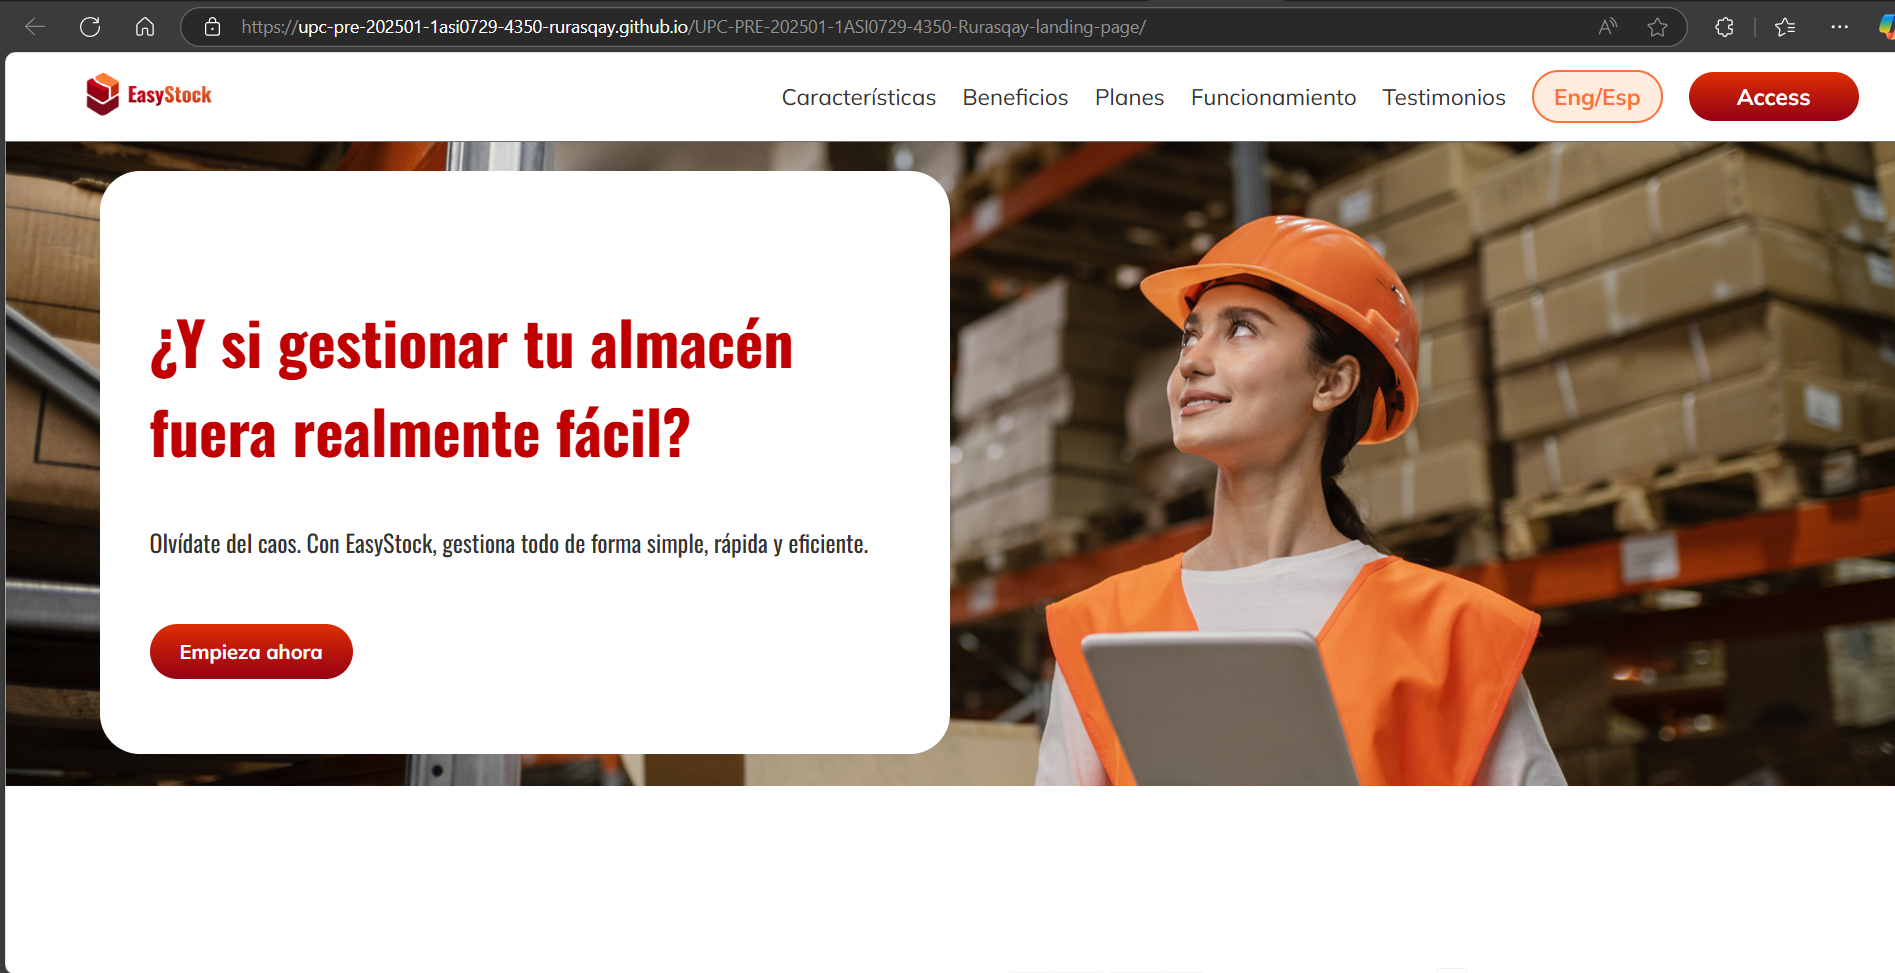 https://upc-pre-202501-1asi0729-4350-rurasqay.github.io/UPC-PRE-202501-1ASI0729-4350-Rurasqay-landing-page/
EasyStock
Características
Beneficios
Planes
Funcionamiento
Testimonios
Eng/Esp
Access
¿Y si gestionar tu almacén
fuera realmente fácil?
Olvídate del caos. Con EasyStock, gestiona todo de forma simple, rápida y eficiente.
Empieza ahora